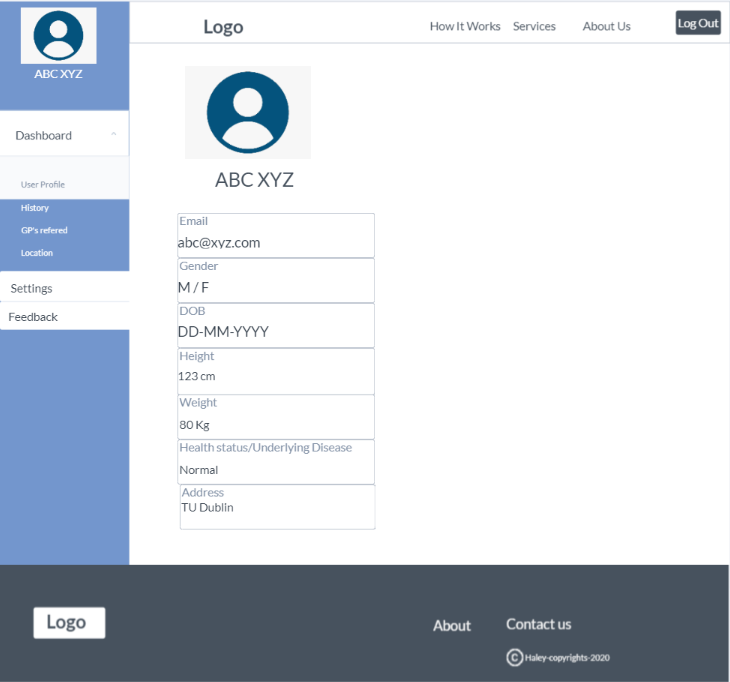 ABC XYZ
Logo
How It Works Services About Us
Log Out
Dashboard
User Profile
History
GP's refered
Location
Settings
Feedback
ABC XYZ
Email
abc@xyz.com
Gender
M / F
DOB
DD-MM-YYYY
Height
123 cm
Weight
80 Kg
Health status/Underlying Disease
Normal
Address
TU Dublin
Logo
About
Contact us
© Haley-copyrights-2020